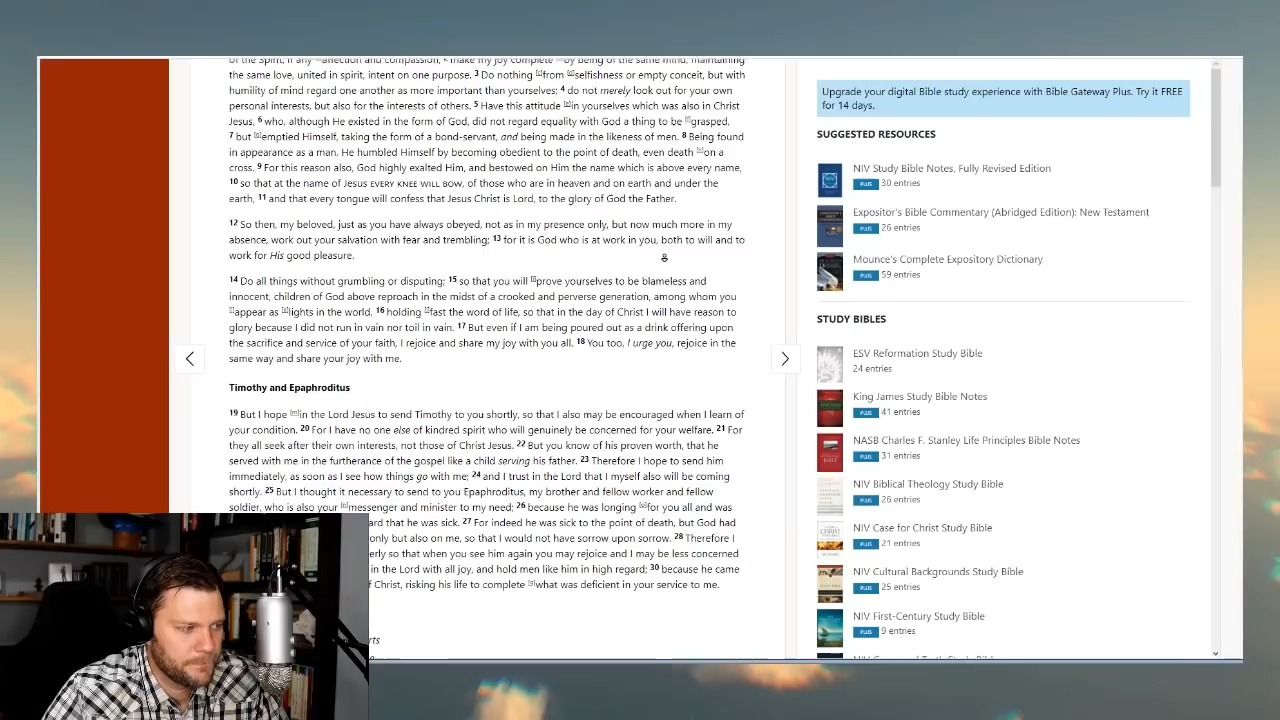 of the Spirit, if any affection and compassion, 2 make my joy complete by being of the same mind, maintaining
the same love, united in spirit, intent on one purpose. 3 Do nothing from selfishness or empty conceit, but with
humility of mind regard one another as more important than yourselves; 4 do not merely look out for your own
personal interests, but also for the interests of others. 5 Have this attitude in yourselves which was also in Christ
Jesus, 6 who, although He existed in the form of God, did not regard equality with God a thing to be grasped,
7 but emptied Himself, taking the form of a bond-servant, and being made in the likeness of men. 8 Being found
in appearance as a man, He humbled Himself by becoming obedient to the point of death, even death on a
cross. 9 For this reason also, God highly exalted Him, and bestowed on Him the name which is above every name,
10 so that at the name of Jesus EVERY KNEE WILL BOW, of those who are in heaven and on earth and under the
earth, 11 and that every tongue will confess that Jesus Christ is Lord, to the glory of God the Father.
12 So then, my beloved, just as you have always obeyed, not as in my presence only, but now much more in my
absence, work out your salvation with fear and trembling; 13 for it is God who is at work in you, both to will and to
work for His good pleasure.
14 Do all things without grumbling or disputing; 15 so that you will prove yourselves to be blameless and
innocent, children of God above reproach in the midst of a crooked and perverse generation, among whom you
appear as lights in the world, 16 holding fast the word of life, so that in the day of Christ I will have reason to
glory because I did not run in vain nor toil in vain. 17 But even if I am being poured out as a drink offering upon
the sacrifice and service of your faith, I rejoice and share my joy with you all. 18 You too, I urge you, rejoice in the
same way and share your joy with me.
Timothy and Epaphroditus
19 But I hope in the Lord Jesus to send Timothy to you shortly, so that I also may be encouraged when I learn of
your condition. 20 For I have no one else of kindred spirit who will genuinely be concerned for your welfare. 21 For
they all seek after their own interests, not those of Christ Jesus. 22 But you know of his proven worth, that he
served with me in the furtherance of the gospel like a child serving his father. 23 Therefore I hope to send him
immediately, as soon as I see how things go with me; 24 and I trust in the Lord that I myself also will be coming
shortly. 25 But I thought it necessary to send to you Epaphroditus, my brother and fellow worker and fellow
soldier, who is also your messenger and minister to my need; 26 because he was longing for you all and was
d that he was sick. 27 For indeed he was sick to the point of death, but God had
only but also on me, so that I would not have sorrow upon sorrow. 28 Therefore I
erly so that when you see him again you may rejoice and I may be less concerned
in the Lord with all joy, and hold men like him in high regard; 30 because he came
of Christ, risking his life to complete what was deficient in your service to me.
Upgrade your digital Bible study experience with Bible Gateway Plus. Try it FREE
for 14 days.
SUGGESTED RESOURCES
NIV Study Bible Notes, Fully Revised Edition
PLUS 30 entries
Expositor's Bible Commentary (Abridged Edition): New Testament
PLUS 26 entries
Mounce's Complete Expository Dictionary
PLUS 59 entries
STUDY BIBLES
ESV Reformation Study Bible
24 entries
King James Study Bible Notes
PLUS 41 entries
NASB Charles F. Stanley Life Principles Bible Notes
PLUS 31 entries
NIV Biblical Theology Study Bible
PLUS 26 entries
NIV Case for Christ Study Bible
PLUS 21 entries
NIV Cultural Backgrounds Study Bible
PLUS 25 entries
NIV First-Century Study Bible
PLUS 9 entries